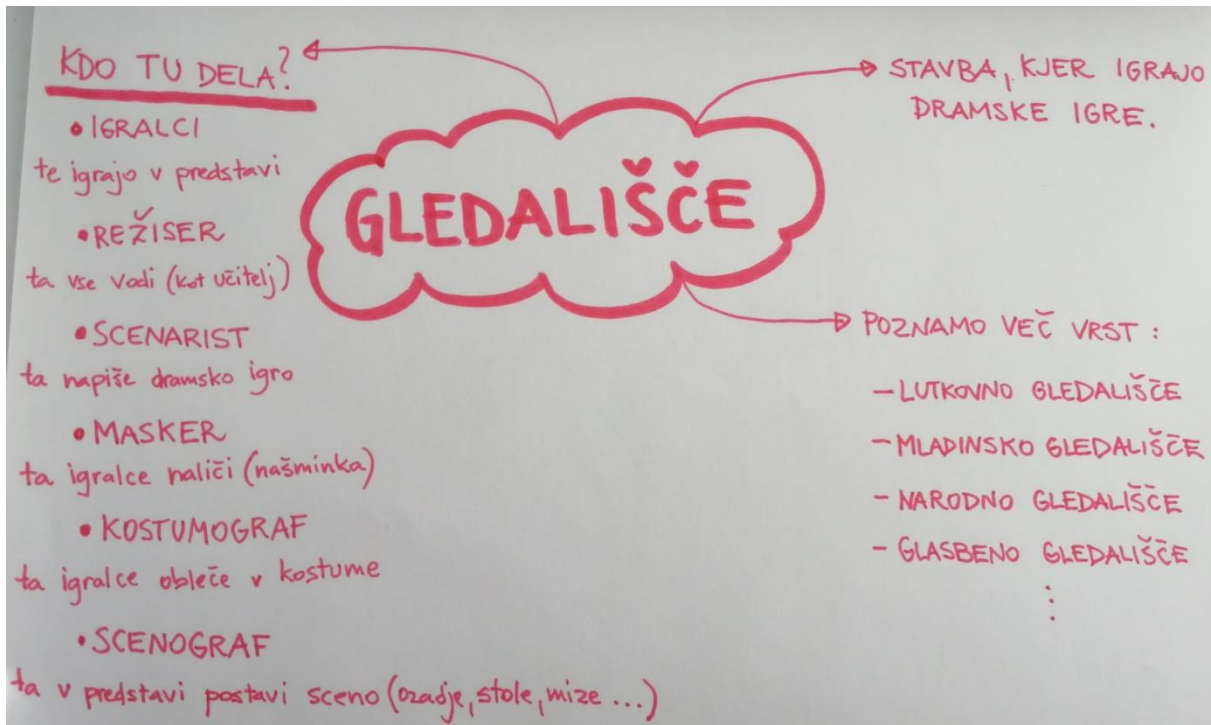 GLEDALIŠČE
KDO TU DELA?
• IGRALCI
te igrajo v predstavi
• REŽISER
ta vse vodi (kot učitelj)
• SCENARIST
ta napiše dramsko igro
• MASKER
ta igralce naliči (našminka)
• KOSTUMOGRAF
ta igralce obleče v kostume
• SCENOGRAF
ta v predstavi postavi sceno (ozadje, stole, mize ...)
STAVBA, KJER IGRAJO
DRAMSKE IGRE.
POZNAMO VEČ VRST :
- LUTKOVNO GLEDALIŠČE
- MLADINSKO GLEDALIŠČE
- NARODNO GLEDALIŠČE
- GLASBENO GLEDALIŠČE
⋮